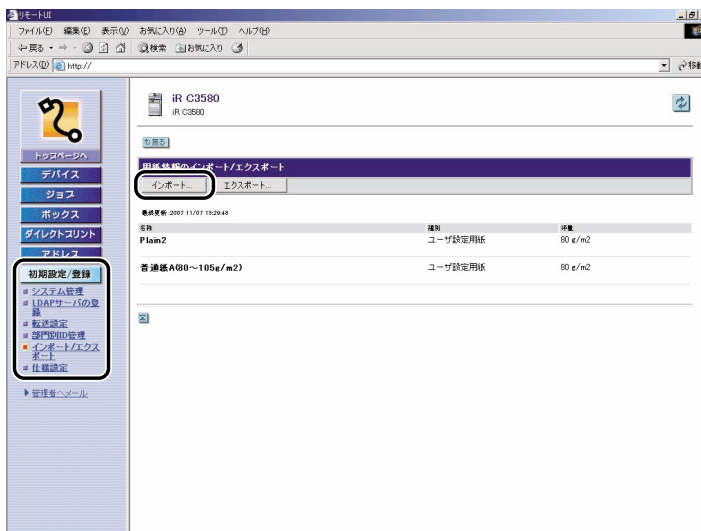 リモートUI
ファイル(F) 編集(E) 表示(V) お気に入り(A) ツール(T) ヘルプ(H)
戻る 検索 お気に入り
アドレス(D) http:// 移動
iR C3580
iR C3580
戻る
用紙情報のインポート/エクスポート
インポート... エクスポート...
最終更新:2007 11/07 13:29:48
名称 種別 坪量
Plain2 ユーザ設定用紙 80 g/m2
普通紙A(80〜105g/m2) ユーザ設定用紙 80 g/m2
トップページへ
デバイス
ジョブ
ボックス
ダイレクトプリント
アドレス
初期設定/登録
システム管理
LDAPサーバの登
録
転送設定
部門別ID管理
インポート/エクス
ポート
仕様設定
管理者へメール